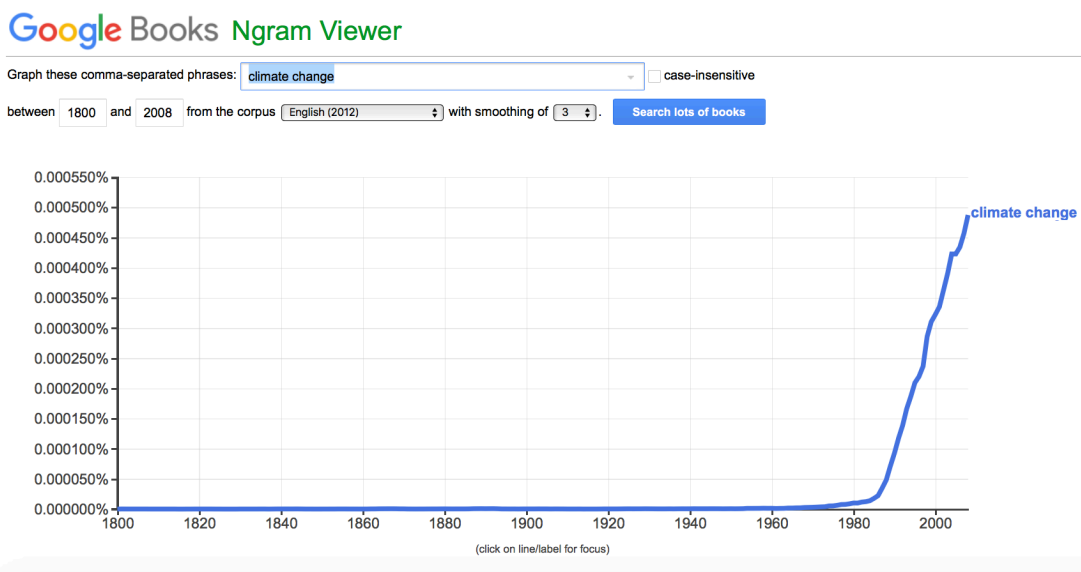 Google Books Ngram Viewer
Graph these comma-separated phrases: climate change case-insensitive
between 1800 and 2008 from the corpus English (2012) with smoothing of 3 . Search lots of books
0.000550%
0.000500%
climate change
0.000450%
0.000400%
0.000350%
0.000300%
0.000250%
0.000200%
0.000150%
0.000100%
0.000050%
0.000000%
1800 1820 1840 1860 1880 1900 1920 1940 1960 1980 2000
(click on line/label for focus)